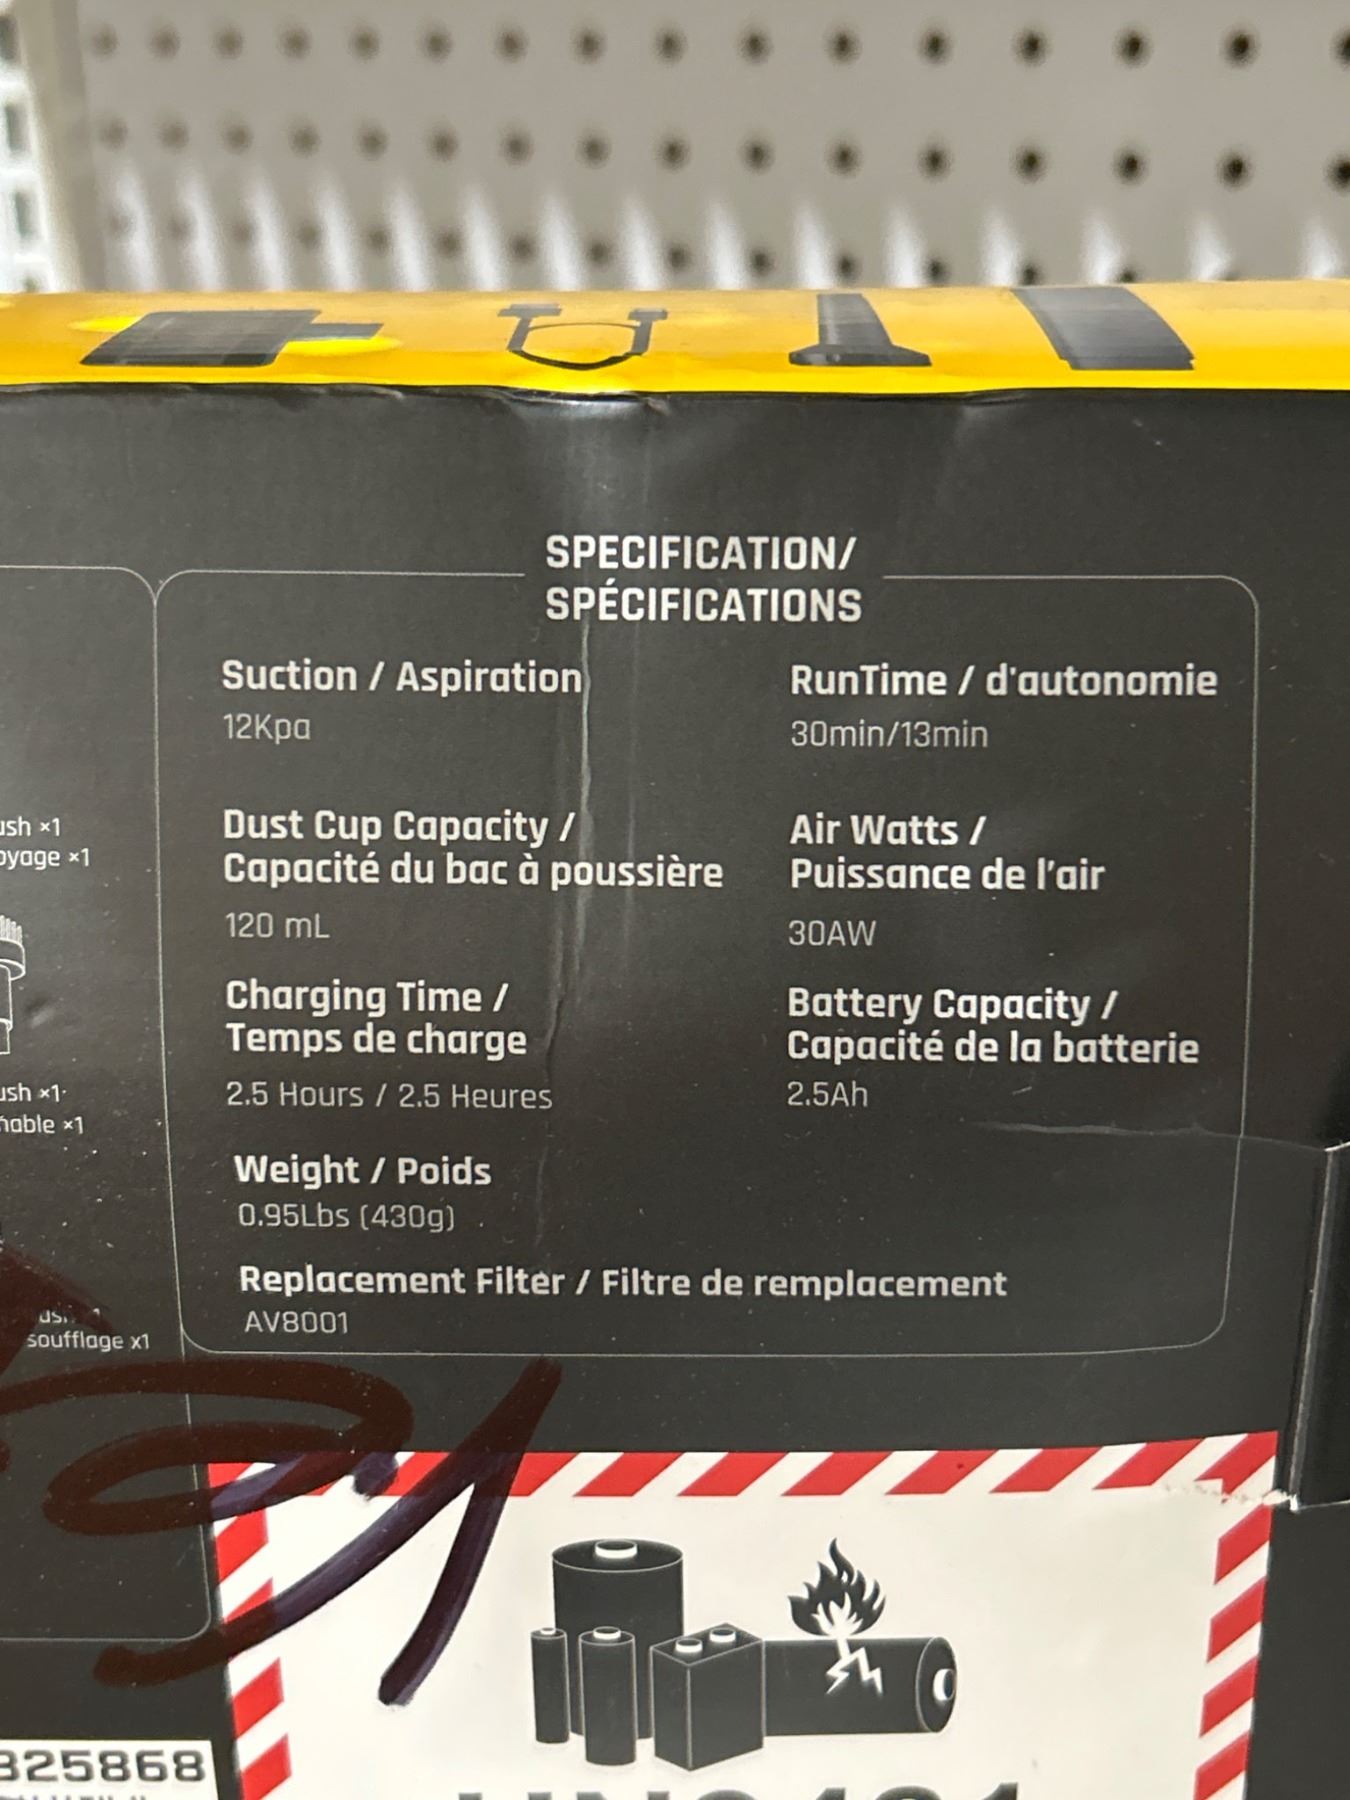 SPECIFICATION/
SPÉCIFICATIONS
Suction / Aspiration
12Kpa
RunTime / d'autonomie
30min/13min
Dust Cup Capacity /
Capacité du bac à poussière
120 mL
Air Watts /
Puissance de l'air
30AW
Charging Time /
Temps de charge
2.5 Hours / 2.5 Heures
Battery Capacity /
Capacité de la batterie
2.5Ah
Weight / Poids
0.95Lbs (430g)
Replacement Filter / Filtre de remplacement
AV8001
ush ×1
oyage ×1
ush ×1
hable ×1
soufflage x1
325868